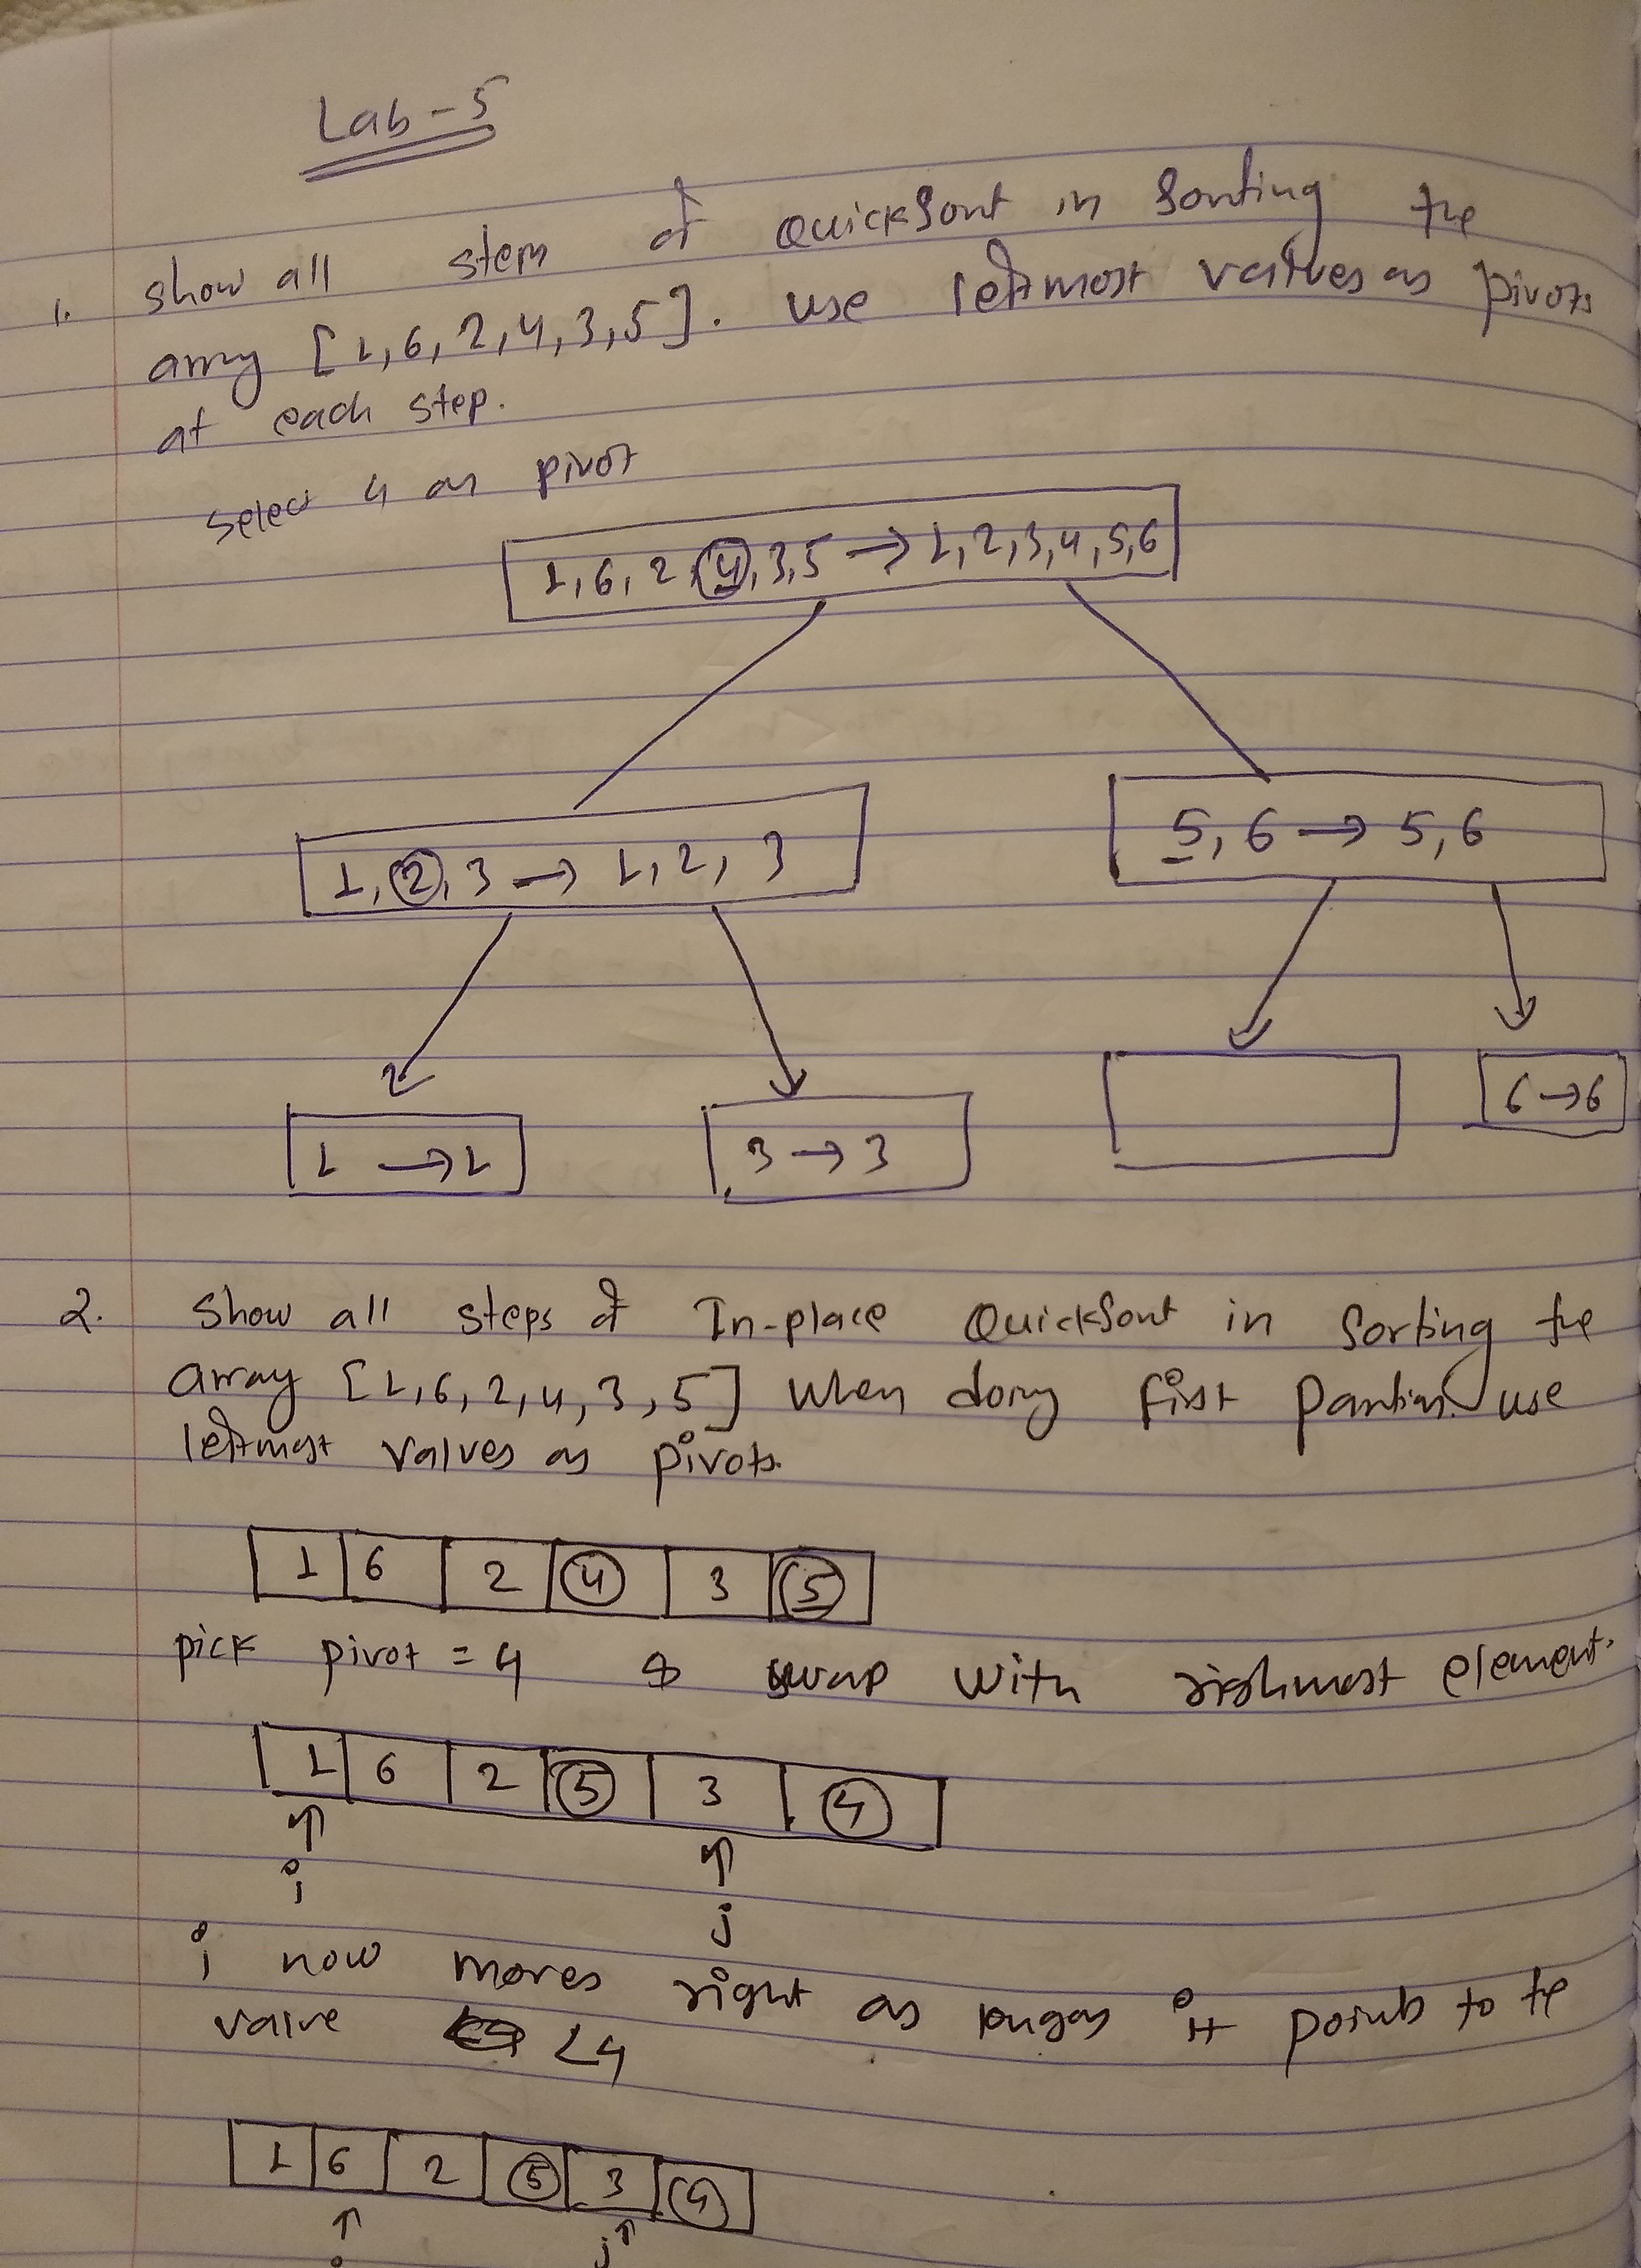 Lab-5
1. show all steps of QuickSort in Sorting the
array [1,6,2,4,3,5]. use leftmost values as pivots
at each step.
select 4 as pivot
1,6,2,4,3,5 → 1,2,3,4,5,6
1,2,3 → 1,2,3
5,6 → 5,6
1 → 1
3 → 3
6 → 6
2. Show all steps of In-place QuickSort in Sorting the
array [1,6,2,4,3,5] when doing first partion use
leftmost values as pivots.
1 6 2 4 3 5
pick pivot = 4 & swap with rightmost element.
1 6 2 5 3 4
i j
i now moves right as long as it points to the
value <4
1 6 2 5 3 4
i j